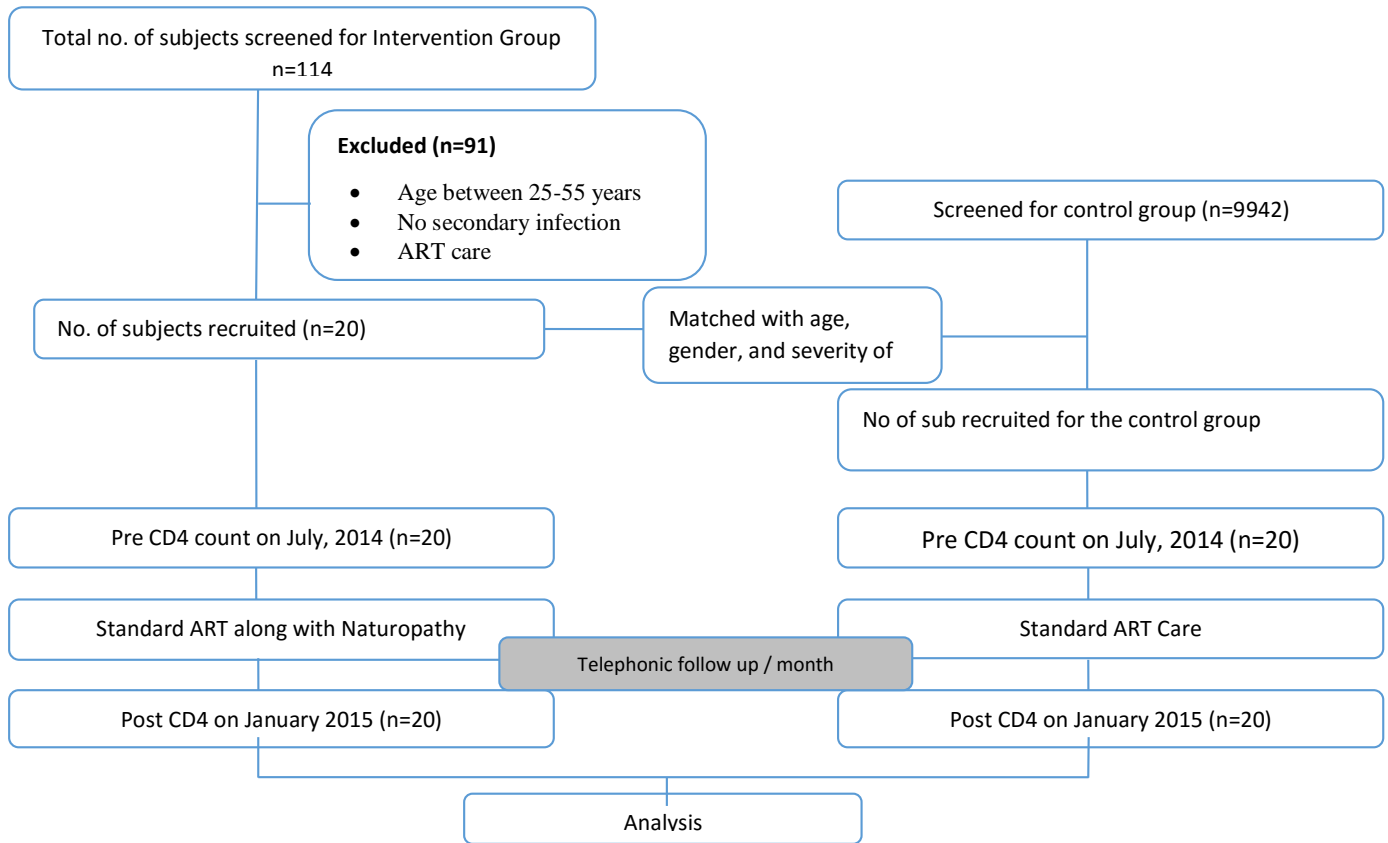 Total no. of subjects screened for Intervention Group
n=114
Excluded (n=91)
• Age between 25-55 years
• No secondary infection
• ART care
Screened for control group (n=9942)
No. of subjects recruited (n=20)
Matched with age,
gender, and severity of
No of sub recruited for the control group
Pre CD4 count on July, 2014 (n=20)
Pre CD4 count on July, 2014 (n=20)
Standard ART along with Naturopathy
Standard ART Care
Telephonic follow up / month
Post CD4 on January 2015 (n=20)
Post CD4 on January 2015 (n=20)
Analysis